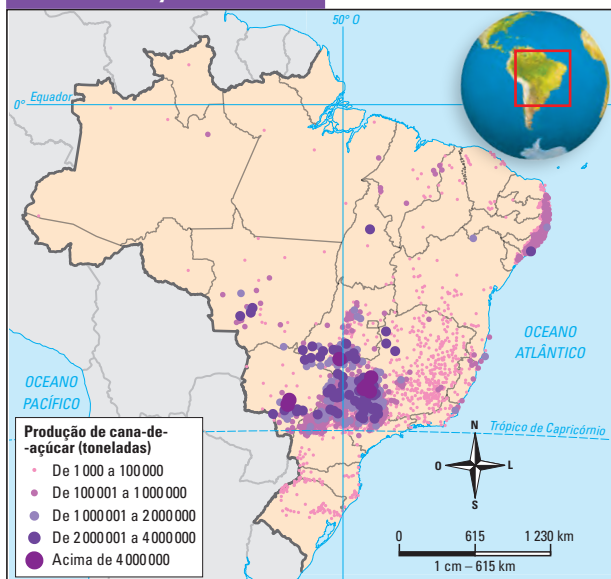 50° O
Equador
0°
OCEANO
ATLÂNTICO
OCEANO
PACÍFICO
Trópico de Capricórnio
Produção de cana-de-
-açúcar (toneladas)
De 1 000 a 100 000
De 100 001 a 1 000 000
De 1 000 001 a 2 000 000
De 2 000 001 a 4 000 000
Acima de 4 000 000
N
O
L
S
0 615 1 230 km
1 cm – 615 km